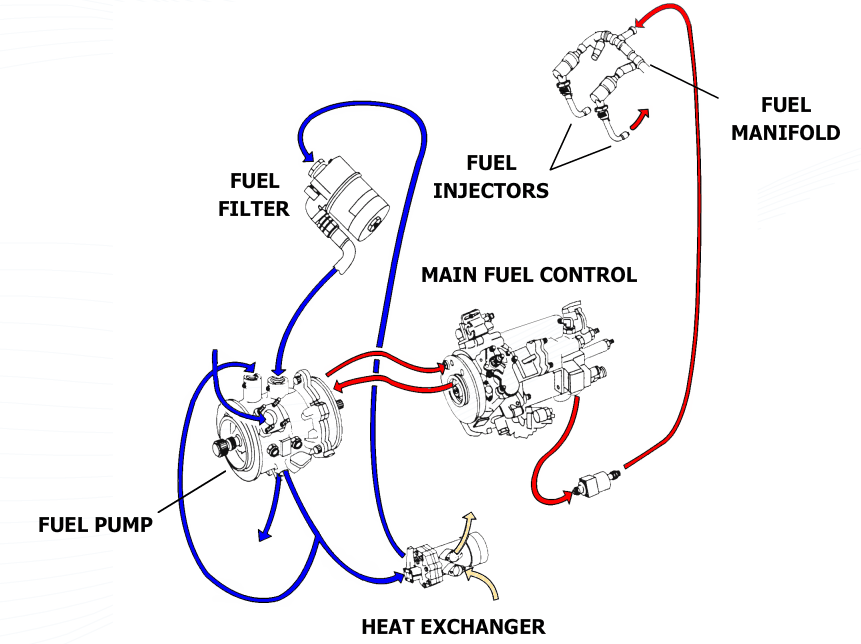 FUEL
MANIFOLD
FUEL
INJECTORS
FUEL
FILTER
MAIN FUEL CONTROL
FUEL PUMP
HEAT EXCHANGER